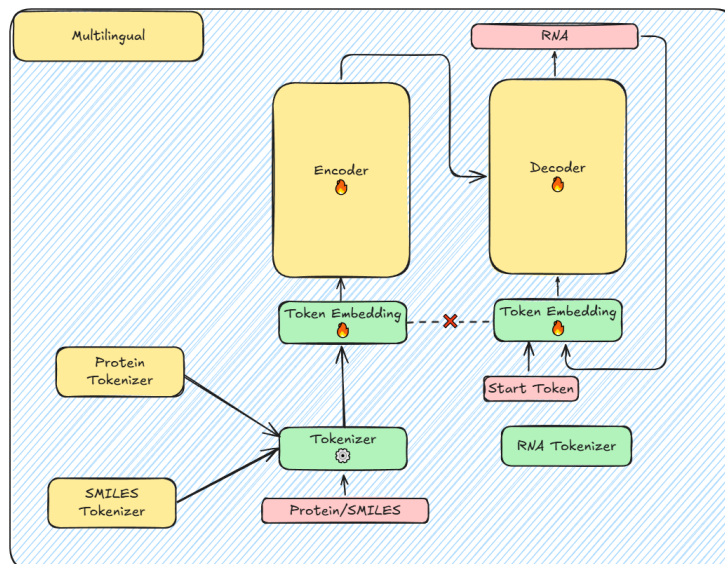 Multilingual
RNA
Encoder
Decoder
Token Embedding
Token Embedding
Protein
Tokenizer
Start Token
Tokenizer
RNA Tokenizer
SMILES
Tokenizer
Protein/SMILES